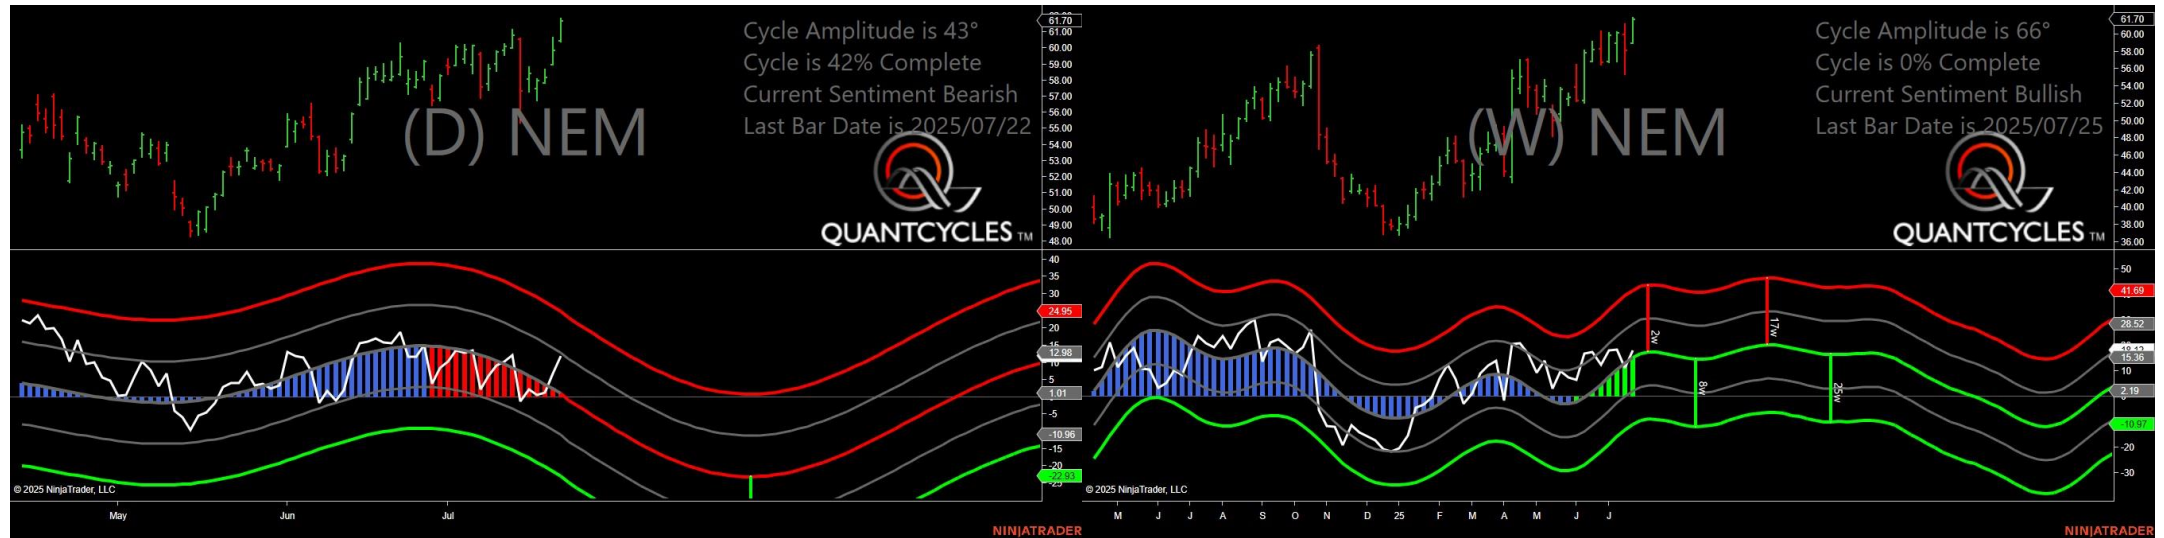 Cycle Amplitude is 43°
Cycle is 42% Complete
Current Sentiment Bearish
Last Bar Date is 2025/07/22
(D) NEM
QUANTCYCLES TM
61.70
61.00
60.00
59.00
58.00
57.00
56.00
55.00
54.00
53.00
52.00
51.00
50.00
49.00
48.00
40
35
30
24.95
20
15
12.98
5
1.01
-5
-10.96
-15
-20
-22.93
© 2025 NinjaTrader, LLC
May
Jun
Jul
NINJATRADER
Cycle Amplitude is 66°
Cycle is 0% Complete
Current Sentiment Bullish
Last Bar Date is 2025/07/25
(W) NEM
QUANTCYCLES TM
61.70
60.00
58.00
56.00
54.00
52.00
50.00
48.00
46.00
44.00
42.00
40.00
38.00
36.00
50
41.69
28.52
15.36
10
2.19
-10.97
-20
-30
2w
8w
17w
25w
© 2025 NinjaTrader, LLC
M
J
J
A
S
O
N
D
25
F
M
A
M
J
J
NINJATRADER